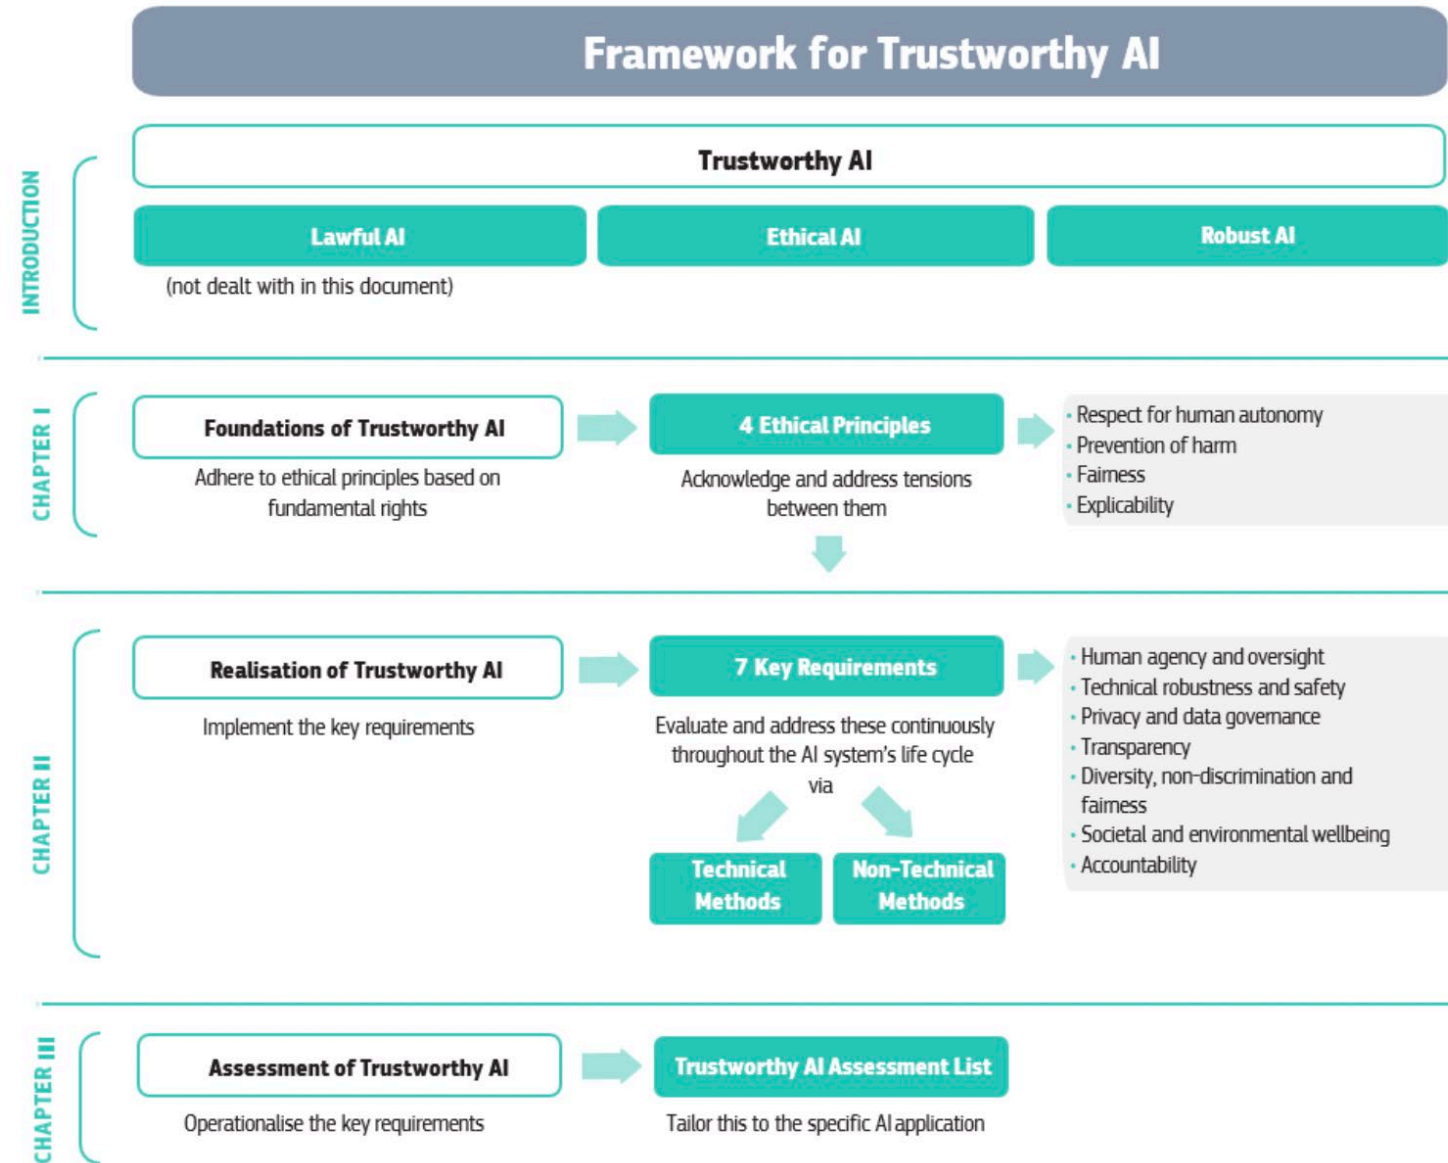 Framework for Trustworthy AI
INTRODUCTION
Trustworthy AI
Lawful AI
Ethical AI
Robust AI
(not dealt with in this document)
CHAPTER I
Foundations of Trustworthy AI
Adhere to ethical principles based on
fundamental rights
4 Ethical Principles
Acknowledge and address tensions
between them
· Respect for human autonomy
· Prevention of harm
· Fairness
· Explicability
CHAPTER II
Realisation of Trustworthy AI
Implement the key requirements
7 Key Requirements
Evaluate and address these continuously
throughout the AI system's life cycle
via
Technical
Methods
Non-Technical
Methods
· Human agency and oversight
· Technical robustness and safety
· Privacy and data governance
· Transparency
· Diversity, non-discrimination and
fairness
· Societal and environmental wellbeing
· Accountability
CHAPTER III
Assessment of Trustworthy AI
Operationalise the key requirements
Trustworthy AI Assessment List
Tailor this to the specific AI application